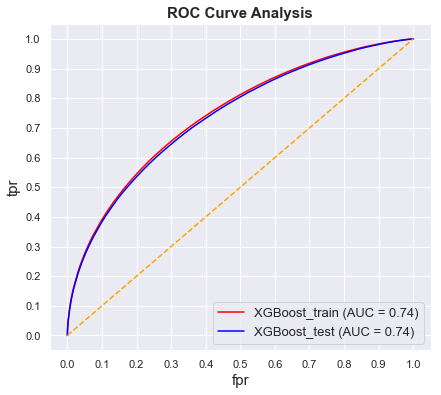 ROC Curve Analysis
1.0
0.9
0.8
0.7
0.6
0.5
0.4
0.3
0.2
0.1
0.0
tpr
XGBoost_train (AUC = 0.74)
XGBoost_test (AUC = 0.74)
0.0 0.1 0.2 0.3 0.4 0.5 0.6 0.7 0.8 0.9 1.0
fpr